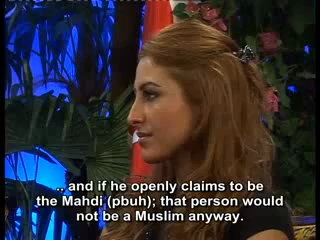 .. and if he openly claims to be
the Mahdi (pbuh); that person would
not be a Muslim anyway.